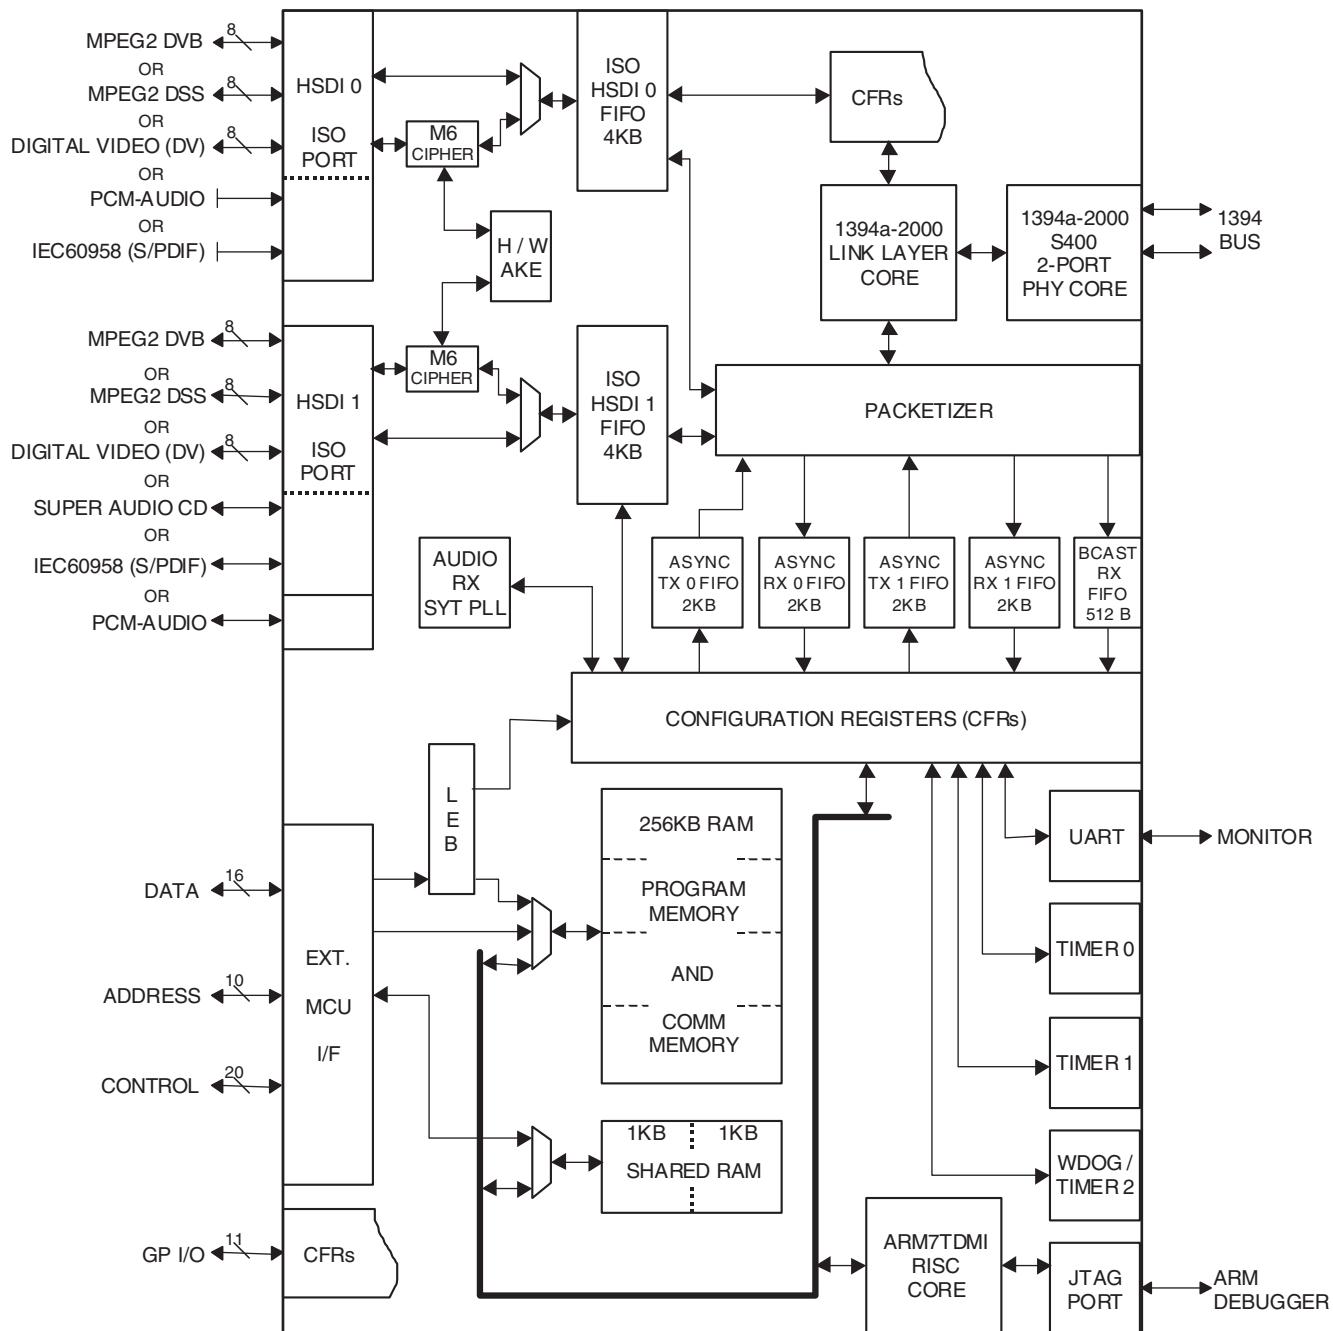 MPEG2 DVB
8
OR
MPEG2 DSS
8
OR
DIGITAL VIDEO (DV)
8
OR
PCM-AUDIO
OR
IEC60958 (S/PDIF)
HSDI 0
ISO
PORT
M6
CIPHER
ISO
HSDI 0
FIFO
4KB
CFRs
H / W
AKE
1394a-2000
LINK LAYER
CORE
1394a-2000
S400
2-PORT
PHY CORE
1394
BUS
MPEG2 DVB
8
OR
MPEG2 DSS
8
OR
DIGITAL VIDEO (DV)
8
OR
SUPER AUDIO CD
OR
IEC60958 (S/PDIF)
OR
PCM-AUDIO
HSDI 1
ISO
PORT
M6
CIPHER
ISO
HSDI 1
FIFO
4KB
PACKETIZER
AUDIO
RX
SYT PLL
ASYNC
TX 0 FIFO
2KB
ASYNC
RX 0 FIFO
2KB
ASYNC
TX 1 FIFO
2KB
ASYNC
RX 1 FIFO
2KB
BCAST
RX
FIFO
512 B
CONFIGURATION REGISTERS (CFRs)
L
E
B
256KB RAM
PROGRAM
MEMORY
AND
COMM
MEMORY
UART
MONITOR
DATA
16
ADDRESS
10
CONTROL
20
EXT.
MCU
I/F
TIMER 0
TIMER 1
1KB
1KB
SHARED RAM
WDOG /
TIMER 2
GP I/O
11
CFRs
ARM7TDMI
RISC
CORE
JTAG
PORT
ARM
DEBUGGER